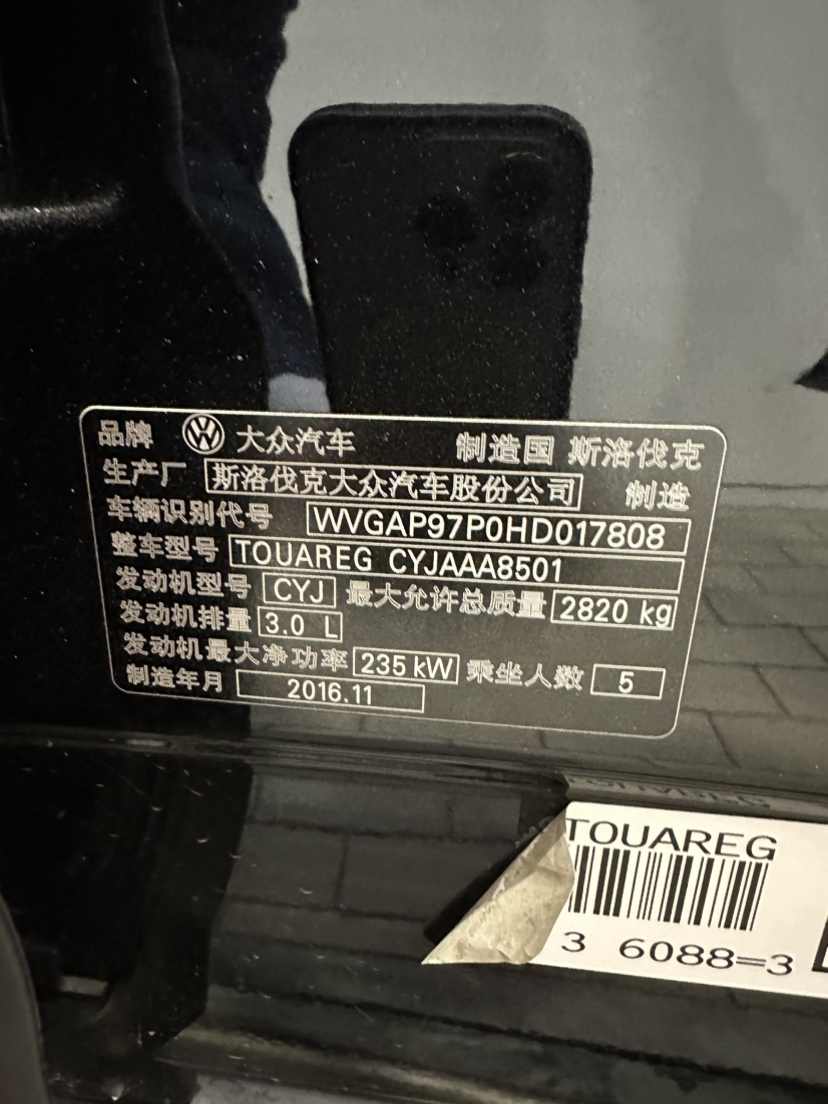 品牌 大众汽车 制造国 斯洛伐克
生产厂 斯洛伐克大众汽车股份公司 制造
车辆识别代号 WVGAP97P0HD017808
整车型号 TOUAREG CYJAAA8501
发动机型号 CYJ 最大允许总质量 2820 kg
发动机排量 3.0 L
发动机最大净功率 235 kW 乘坐人数 5
制造年月 2016.11
TOUAREG
3 6088=3